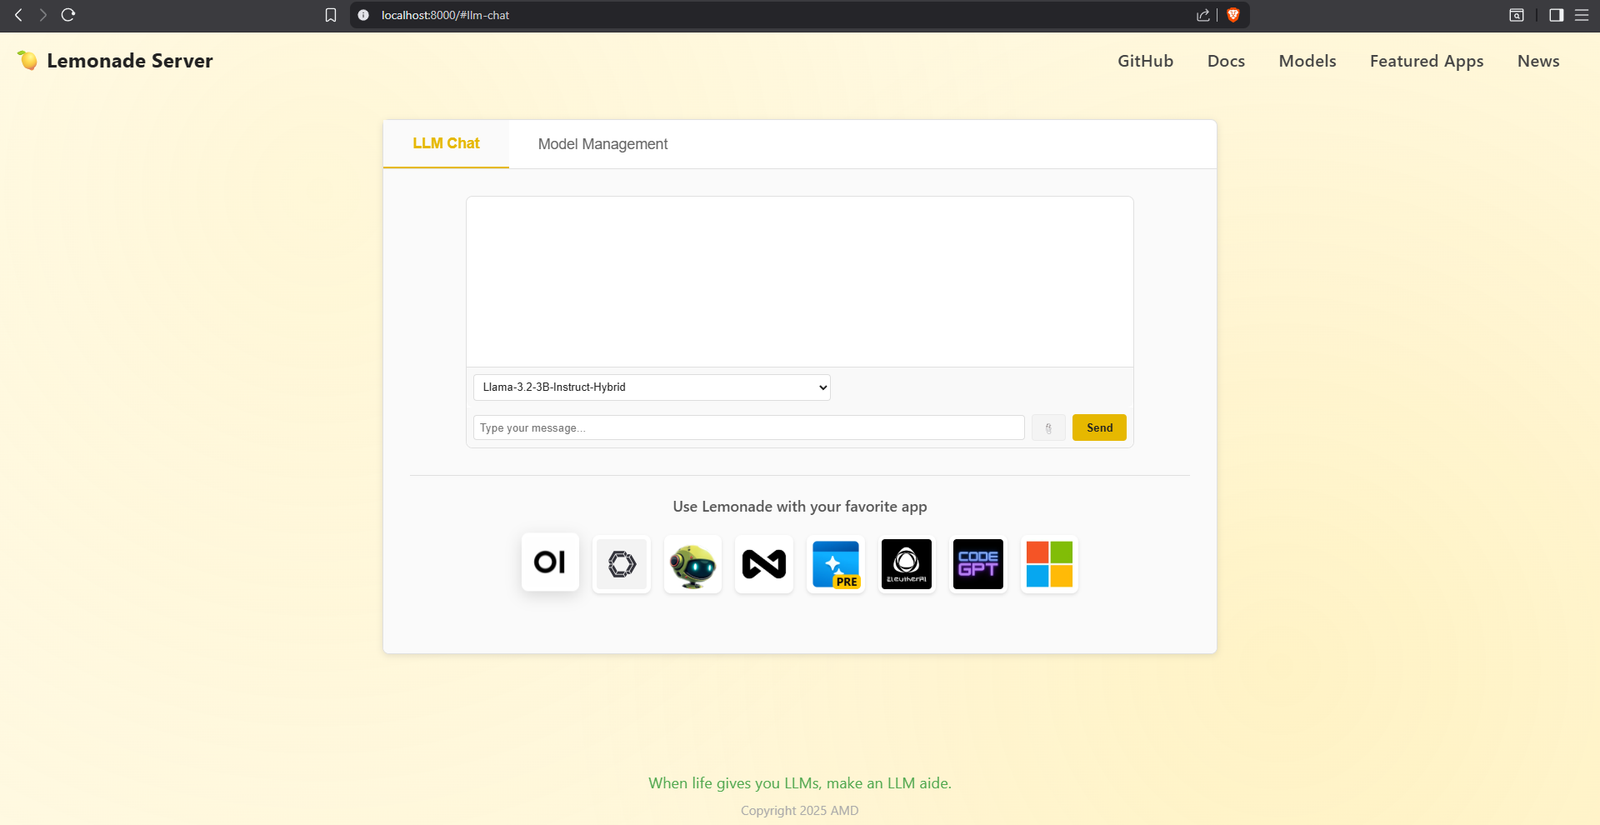 localhost:8000/#llm-chat
Lemonade Server
GitHub
Docs
Models
Featured Apps
News
LLM Chat
Model Management
Llama-3.2-3B-Instruct-Hybrid
Type your message...
Send
Use Lemonade with your favorite app
OI
PRE
EleutherAI
CODE
GPT
When life gives you LLMs, make an LLM aide.
Copyright 2025 AMD